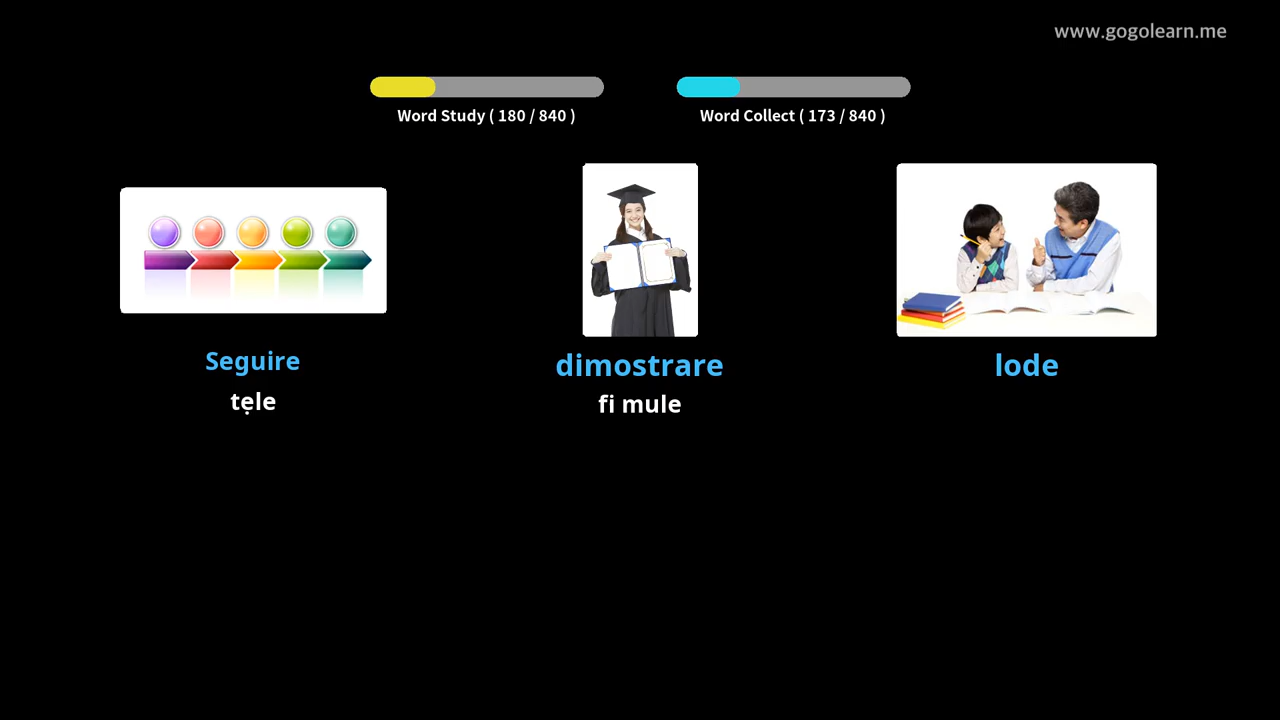 www.gogolearn.me
Word Study ( 180 / 840 )
Word Collect ( 173 / 840 )
Seguire
tẹle
dimostrare
fi mule
lode